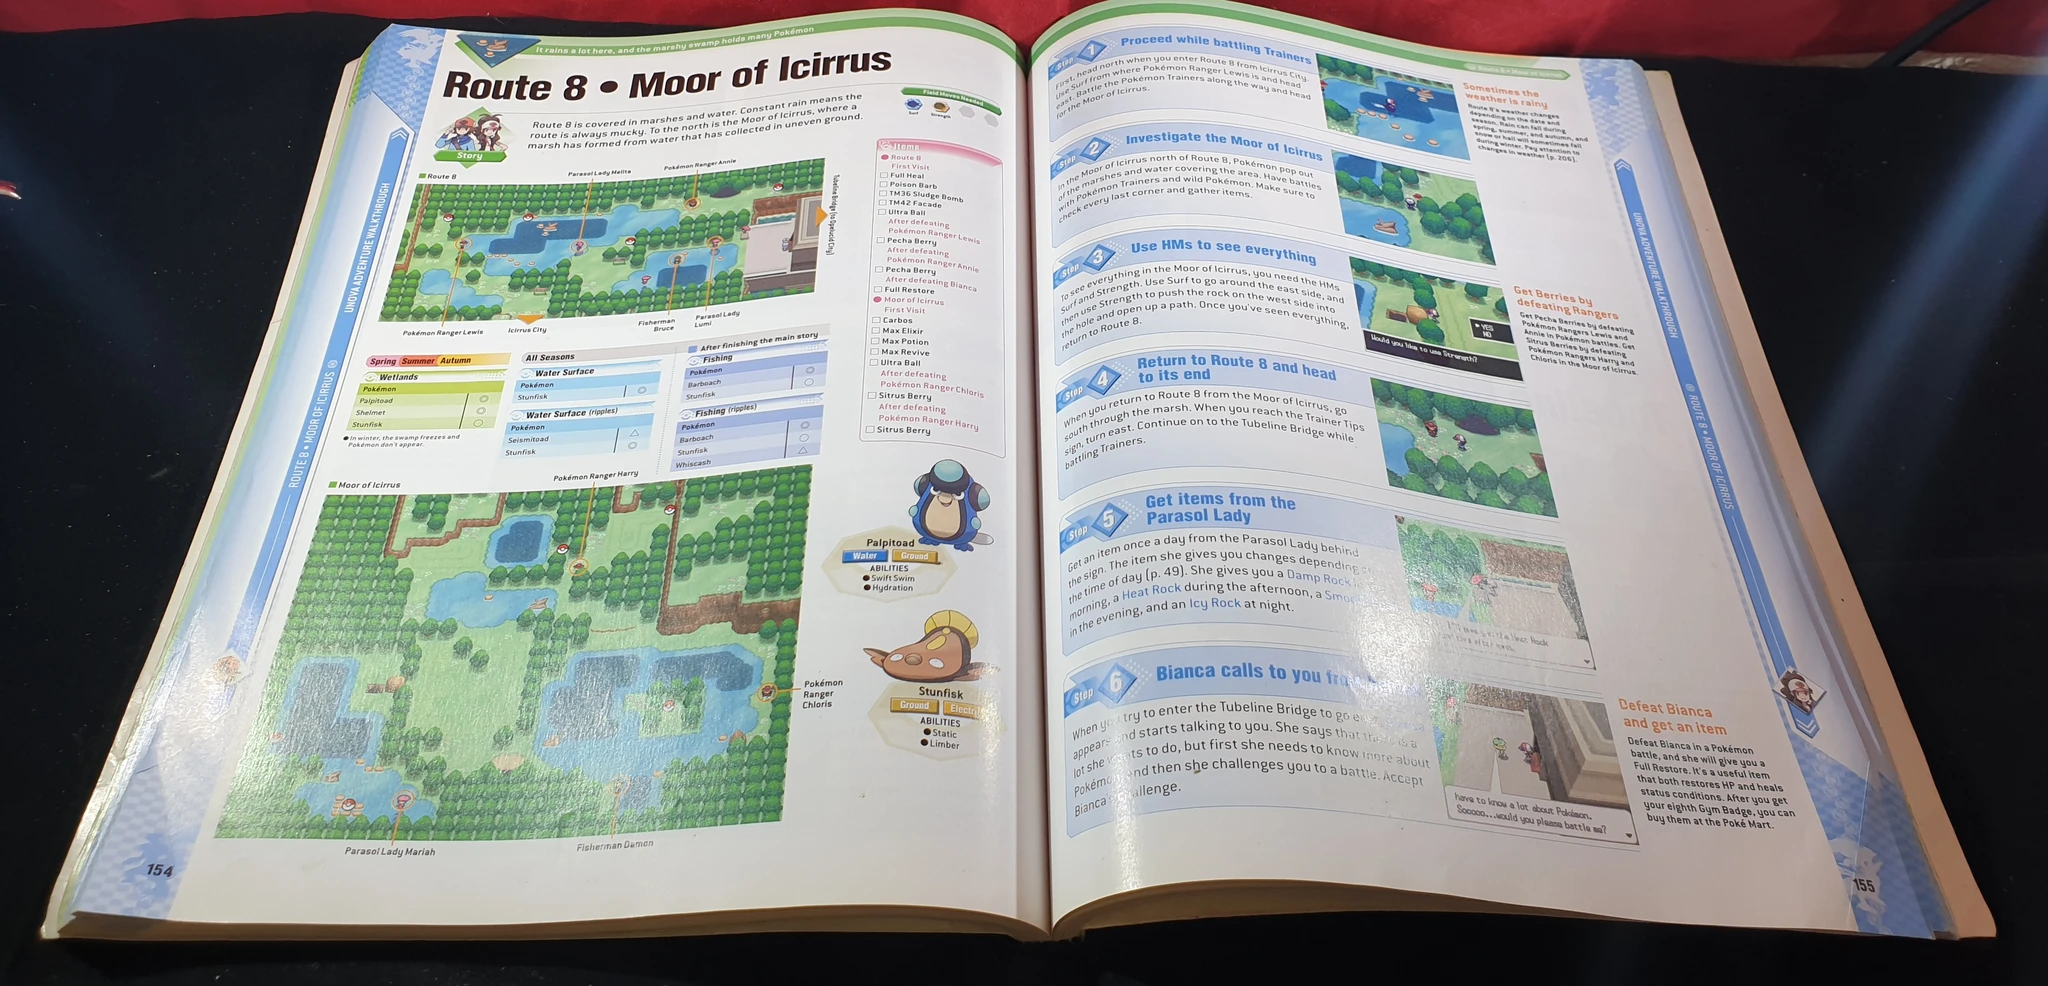 It rains a lot here, and the marshy swamp holds many Pokémon
Route 8 • Moor of Icirrus
Story
Route 8 is covered in marshes and water. Constant rain means the
route is always mucky. To the north is the Moor of Icirrus, where a
marsh has formed from water that has collected in uneven ground.
Field Moves Needed
Surf
Strength
Route 8
Parasol Lady Melita
Pokémon Ranger Annie
Tubeline Bridge (to Opelucid City)
Pokémon Ranger Lewis
Icirrus City
Fisherman
Bruce
Parasol Lady
Lumi
Spring Summer Autumn
Wetlands
Pokémon
Palpitoad ◎
Shelmet ◎
Stunfisk ○
● In winter, the swamp freezes and
Pokémon don't appear.
All Seasons
Water Surface
Pokémon
Stunfisk ◎
Water Surface (ripples)
Pokémon
Seismitoad △
Stunfisk ◎
After finishing the main story
Fishing
Pokémon
Barboach
Stunfisk
Fishing (ripples)
Pokémon
Barboach
Stunfisk
Whiscash
Items
Route 8
First Visit
Full Heal
Poison Barb
TM36 Sludge Bomb
TM42 Facade
Ultra Ball
After defeating
Pokémon Ranger Lewis
Pecha Berry
After defeating
Pokémon Ranger Annie
Pecha Berry
After defeating Bianca
Full Restore
Moor of Icirrus
First Visit
Carbos
Max Elixir
Max Potion
Max Revive
Ultra Ball
After defeating
Pokémon Ranger Chloris
Sitrus Berry
After defeating
Pokémon Ranger Harry
Sitrus Berry
Moor of Icirrus
Pokémon Ranger Harry
Pokémon
Ranger
Chloris
Parasol Lady Mariah
Fisherman Damon
Palpitoad
Water Ground
ABILITIES
● Swift Swim
● Hydration
Stunfisk
Ground Electric
ABILITIES
● Static
● Limber
UNOVA ADVENTURE WALKTHROUGH
ROUTE 8 • MOOR OF ICIRRUS
154
Step 1 Proceed while battling Trainers
First, head north when you enter Route 8 from Icirrus City.
Use Surf from where Pokémon Ranger Lewis is and head
east. Battle the Pokémon Trainers along the way and head
for the Moor of Icirrus.
Step 2 Investigate the Moor of Icirrus
In the Moor of Icirrus north of Route 8, Pokémon pop out
of the marshes and water covering the area. Have battles
with Pokémon Trainers and wild Pokémon. Make sure to
check every last corner and gather items.
Step 3 Use HMs to see everything
To see everything in the Moor of Icirrus, you need the HMs
Surf and Strength. Use Surf to go around the east side, and
then use Strength to push the rock on the west side into
the hole and open up a path. Once you've seen everything,
return to Route 8.
YES
NO
Would you like to use Strength?
Step 4 Return to Route 8 and head
to its end
When you return to Route 8 from the Moor of Icirrus, go
south through the marsh. When you reach the Trainer Tips
sign, turn east. Continue on to the Tubeline Bridge while
battling Trainers.
Step 5 Get items from the
Parasol Lady
Get an item once a day from the Parasol Lady behind
the sign. The item she gives you changes depending
the time of day (p. 49). She gives you a Damp Rock
morning, a Heat Rock during the afternoon, a
in the evening, and an Icy Rock at night.
Step 6 Bianca calls to you
When you try to enter the Tubeline Bridge to go
appears and starts talking to you. She says that there is a
lot she wants to do, but first she needs to know more about
Pokémon, and then she challenges you to a battle. Accept
Bianca's challenge.
have to know a lot about Pokémon.
Sooooo...would you please battle me?
Route 8 • Moor of Icirrus
Sometimes the
weather is rainy
Route 8's weather changes
depending on the date and
season. Rain can fall during
spring, summer, and autumn, and
snow or hail will sometimes fall
during winter. Pay attention to
changes in weather (p. 206).
Get Berries by
defeating Rangers
Get Pecha Berries by defeating
Pokémon Rangers Lewis and
Annie in Pokémon battles. Get
Sitrus Berries by defeating
Pokémon Rangers Harry and
Chloris in the Moor of Icirrus.
Defeat Bianca
and get an item
Defeat Bianca in a Pokémon
battle, and she will give you a
Full Restore. It's a useful item
that both restores HP and heals
status conditions. After you get
your eighth Gym Badge, you can
buy them at the Poké Mart.
UNOVA ADVENTURE WALKTHROUGH
ROUTE 8 • MOOR OF ICIRRUS
155